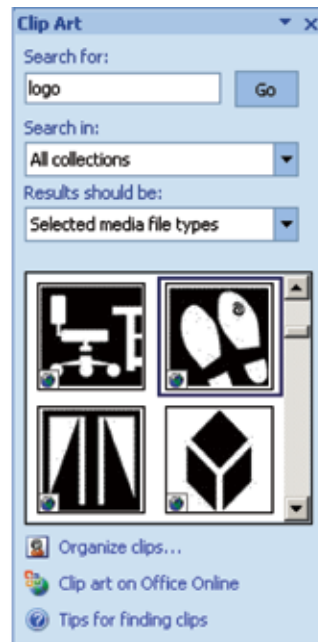 Clip Art
Search for:
logo
Go
Search in:
All collections
Results should be:
Selected media file types
Organize clips...
Clip art on Office Online
Tips for finding clips